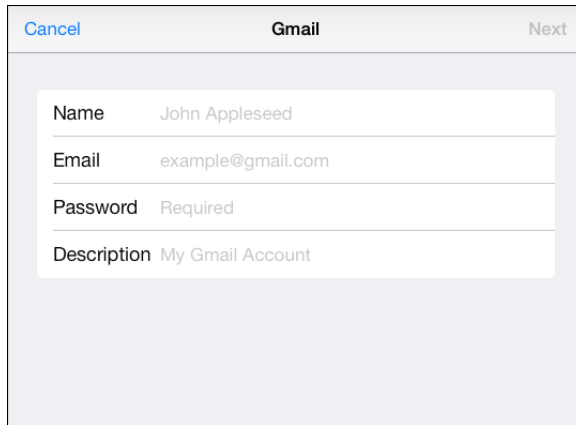 Cancel Gmail Next
Name John Appleseed
Email example@gmail.com
Password Required
Description My Gmail Account